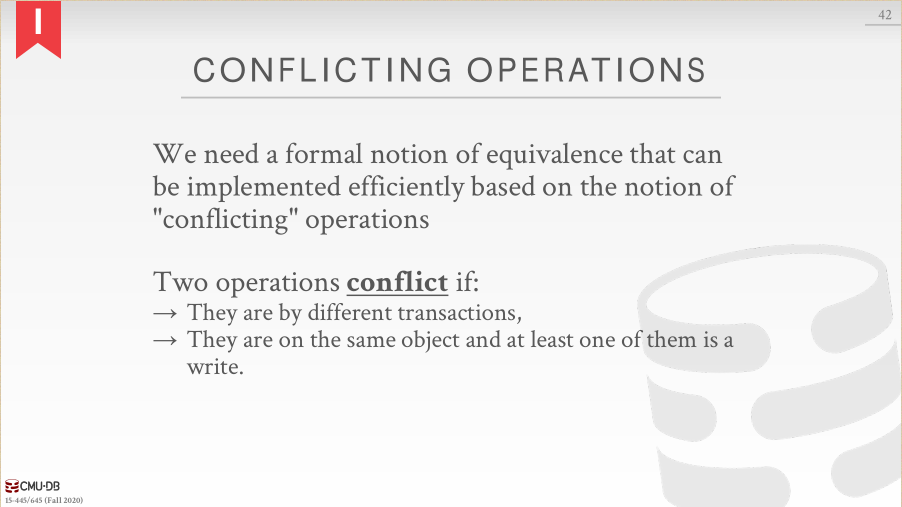 I
42
CONFLICTING OPERATIONS
We need a formal notion of equivalence that can
be implemented efficiently based on the notion of
"conflicting" operations
Two operations conflict if:
→ They are by different transactions,
→ They are on the same object and at least one of them is a
write.
CMU·DB
15-445/645 (Fall 2020)